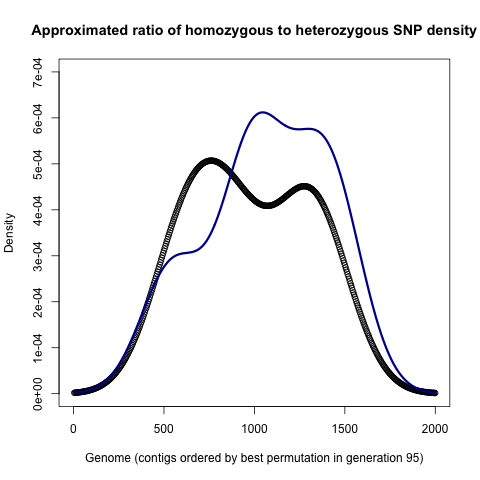 Approximated ratio of homozygous to heterozygous SNP density
7e-04
6e-04
5e-04
4e-04
3e-04
2e-04
1e-04
0e+00
Density
0 500 1000 1500 2000
Genome (contigs ordered by best permutation in generation 95)